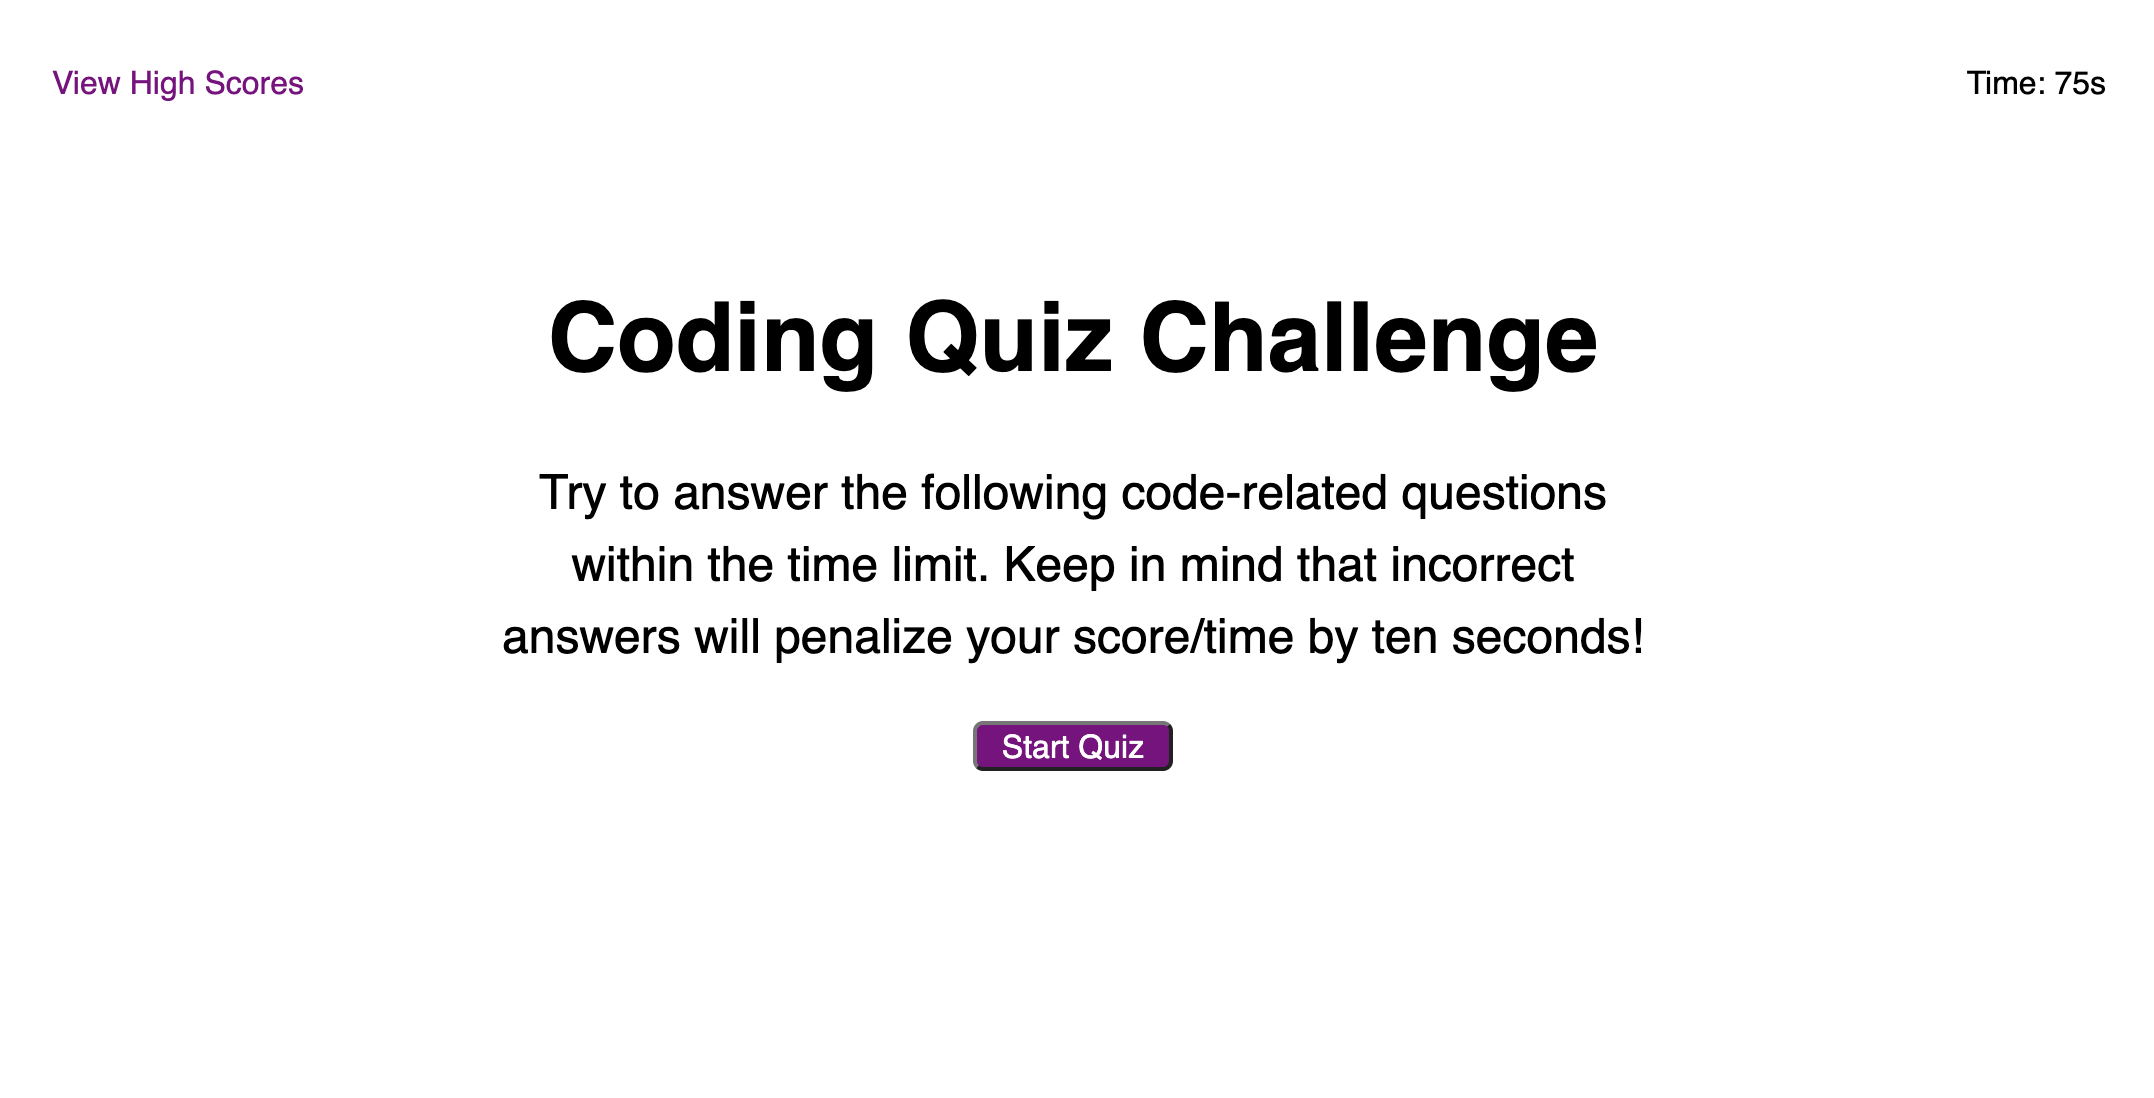 View High Scores
Time: 75s
Coding Quiz Challenge
Try to answer the following code-related questions
within the time limit. Keep in mind that incorrect
answers will penalize your score/time by ten seconds!
Start Quiz